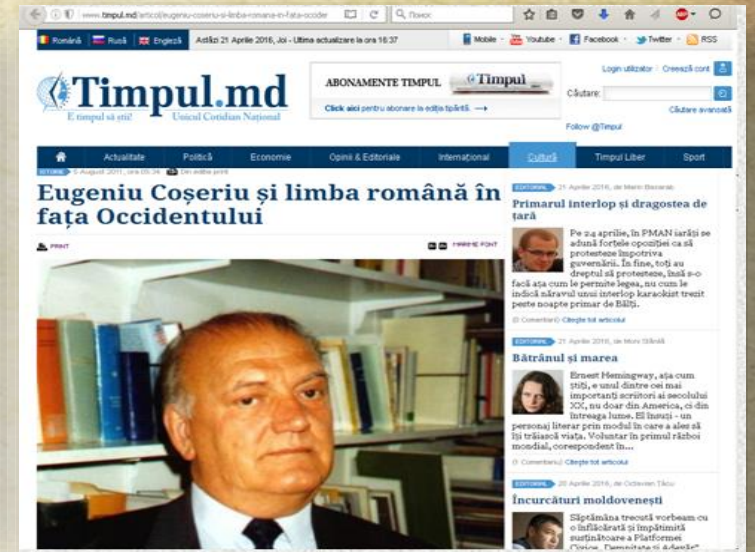 www.timpul.md/articol/eugeniu-coseriu-si-limba-romana-in-fata-occider
Поиск
Română Rusă Engleză Astăzi 21 Aprilie 2016, Joi - Ultima actualizare la ora 16:37
Mobile Youtube Facebook Twitter RSS
Timpul.md
E timpul să știi! Unicul Cotidian Național
ABONAMENTE TIMPUL Timpul
Click aici pentru abonare la ediția tipărită.
Login utilizator Creează cont
Căutare:
Căutare avansată
Follow @Timpul
Actualitate Politică Economie Opinii & Editoriale Internațional Cultură Timpul Liber Sport
5 August 2011, ora 05:34 Din ediția print
Eugeniu Coșeriu și limba română în
fața Occidentului
PRINT MĂRIME FONT
EDITORIAL 21 Aprilie 2016, de
Primarul interlop și dragostea de
țară
Pe 24 aprilie, în PMAN iarăși se
adună forțele opoziției ca să
protesteze împotriva
guvernării. În fine, toți au
dreptul să protesteze, însă s-o
facă așa cum le permite legea, nu cum le
indică năravul unui interlop karaokist trezit
peste noapte primar de Bălți.
(0 Comentarii) Citește tot articolul
EDITORIAL 21 Aprilie 2016, de
Bătrânul și marea
Ernest Hemingway, așa cum
știți, e unul dintre cei mai
importanți scriitori ai secolului
XX, nu doar din America, ci din
întreaga lume. El însuși - un
personaj literar prin modul în care a ales să
își trăiască viața. Voluntar în primul război
mondial, corespondent în...
(1 Comentariu) Citește tot articolul
EDITORIAL 20 Aprilie 2016, de Octavian Țîcu
Încurcături moldovenești
Săptămâna trecută vorbeam cu
o înflăcărată și împătimită
susținătoare a Platformei
Civice „Demnitate și Adevăr”